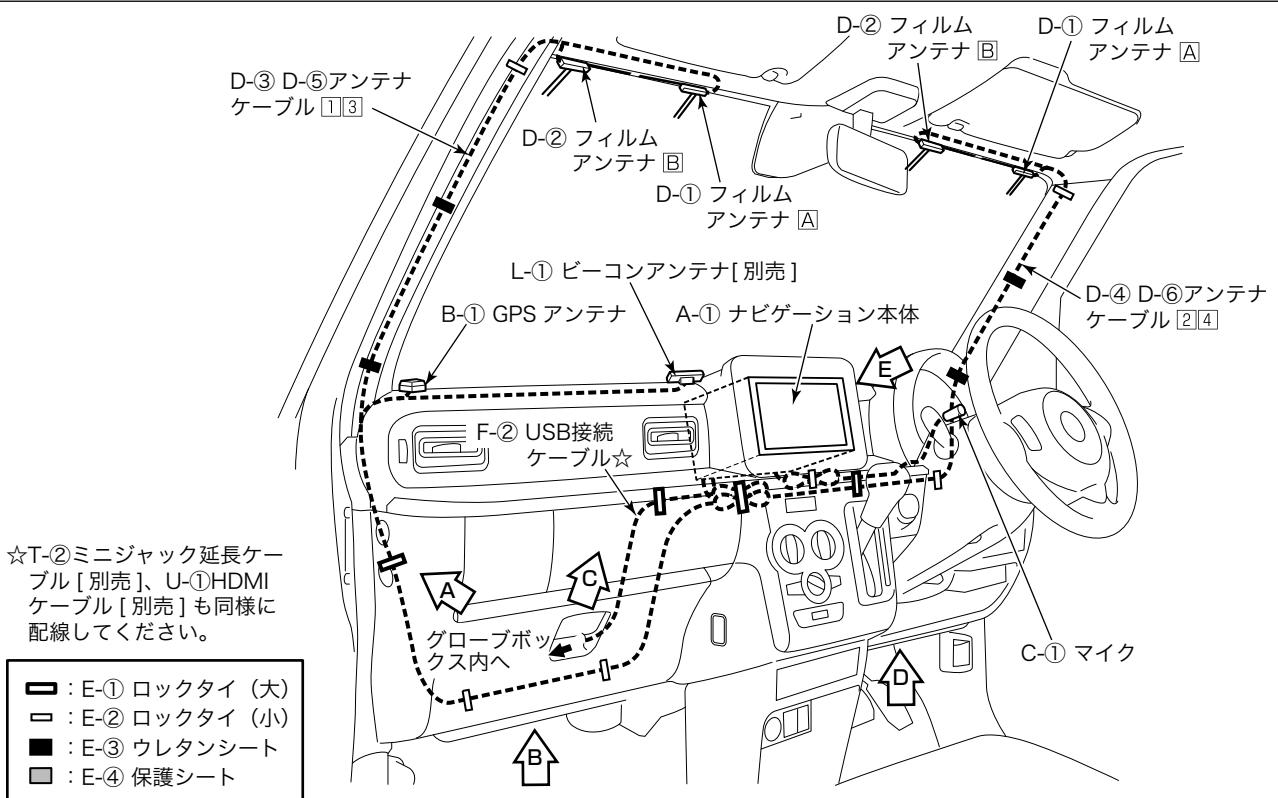 D-② フィルム
アンテナ 🄱
D-① フィルム
アンテナ 🄰
D-③ D-⑤アンテナ
ケーブル 1 3
D-② フィルム
アンテナ 🄱
D-① フィルム
アンテナ 🄰
L-① ビーコンアンテナ[ 別売 ]
B-① GPS アンテナ
A-① ナビゲーション本体
D-④ D-⑥アンテナ
ケーブル 2 4
E
F-② USB接続
ケーブル☆
☆T-②ミニジャック延長ケー
ブル [ 別売 ]、U-①HDMI
ケーブル [ 別売 ] も同様に
配線してください。
A
C
グローブボッ
クス内へ
C-① マイク
D
B
: E-① ロックタイ（大）
: E-② ロックタイ（小）
: E-③ ウレタンシート
: E-④ 保護シート